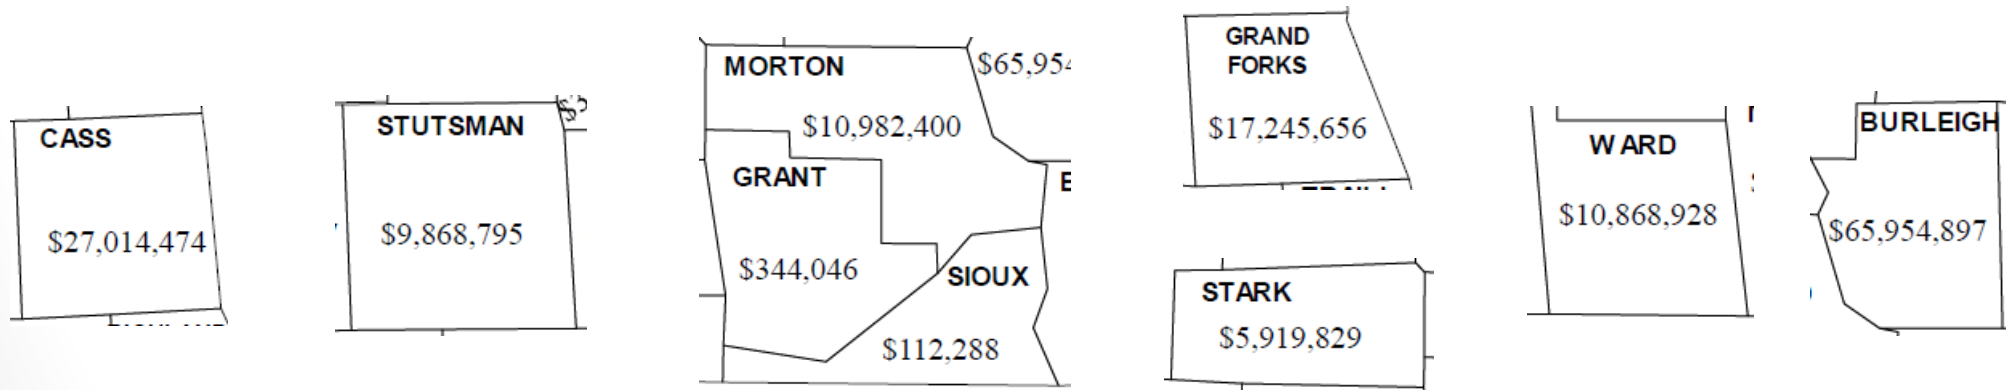 CASS
$27,014,474
STUTSMAN
$9,868,795
MORTON
$10,982,400
GRANT
$344,046
SIOUX
$112,288
GRAND
FORKS
$17,245,656
STARK
$5,919,829
WARD
$10,868,928
BURLEIGH
$65,954,897